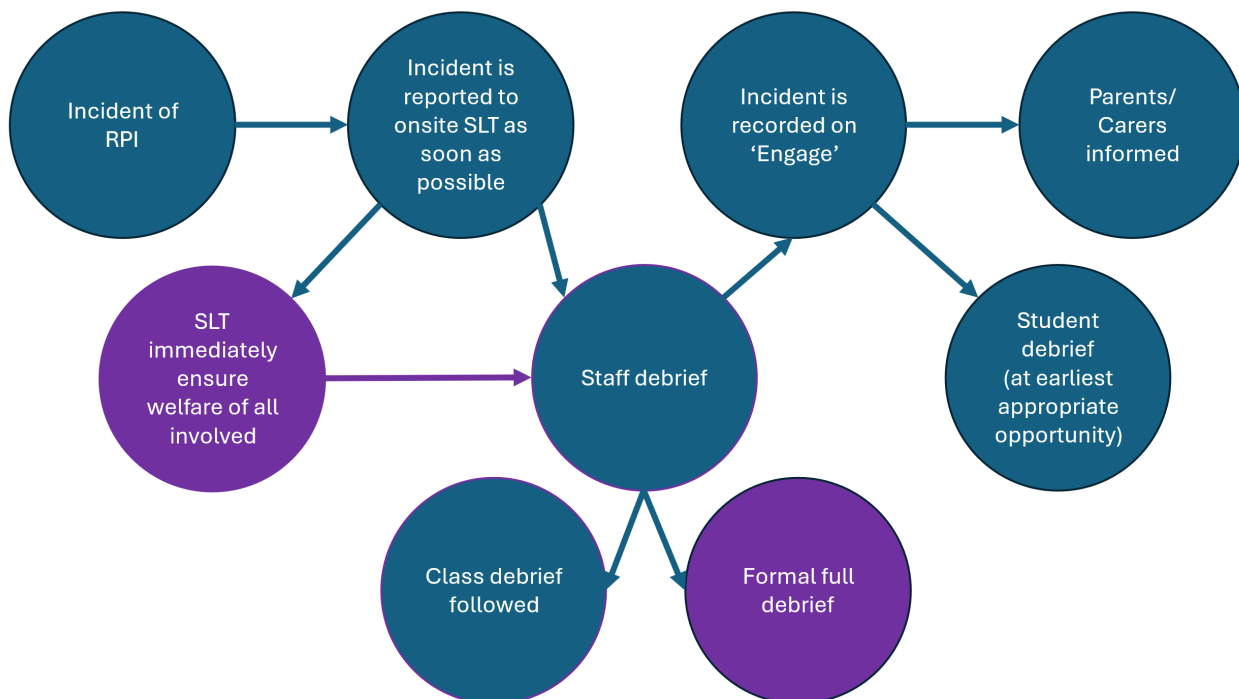 Incident of
RPI
Incident is
reported to
onsite SLT as
soon as
possible
Incident is
recorded on
‘Engage’
Parents/
Carers
informed
SLT
immediately
ensure
welfare of all
involved
Staff debrief
Student
debrief
(at earliest
appropriate
opportunity)
Class debrief
followed
Formal full
debrief